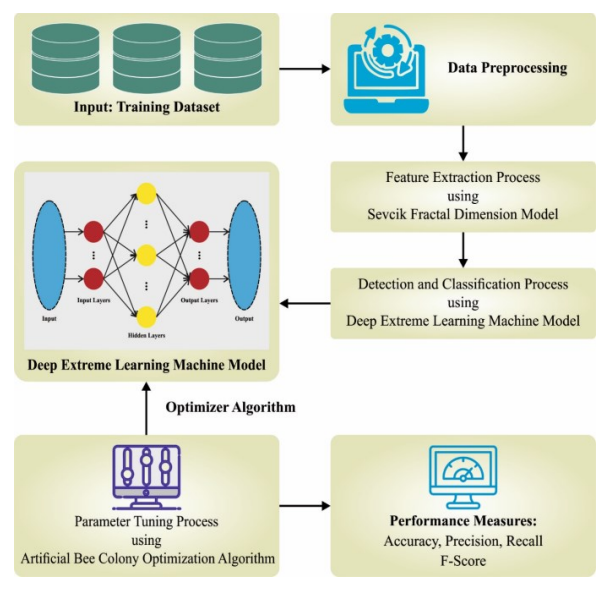 Input: Training Dataset
Data Preprocessing
Feature Extraction Process
using
Sevcik Fractal Dimension Model
Detection and Classification Process
using
Deep Extreme Learning Machine Model
Input
Input Layers
Hidden Layers
Output Layers
Output
Deep Extreme Learning Machine Model
Optimizer Algorithm
Parameter Tuning Process
using
Artificial Bee Colony Optimization Algorithm
Performance Measures:
Accuracy, Precision, Recall
F-Score